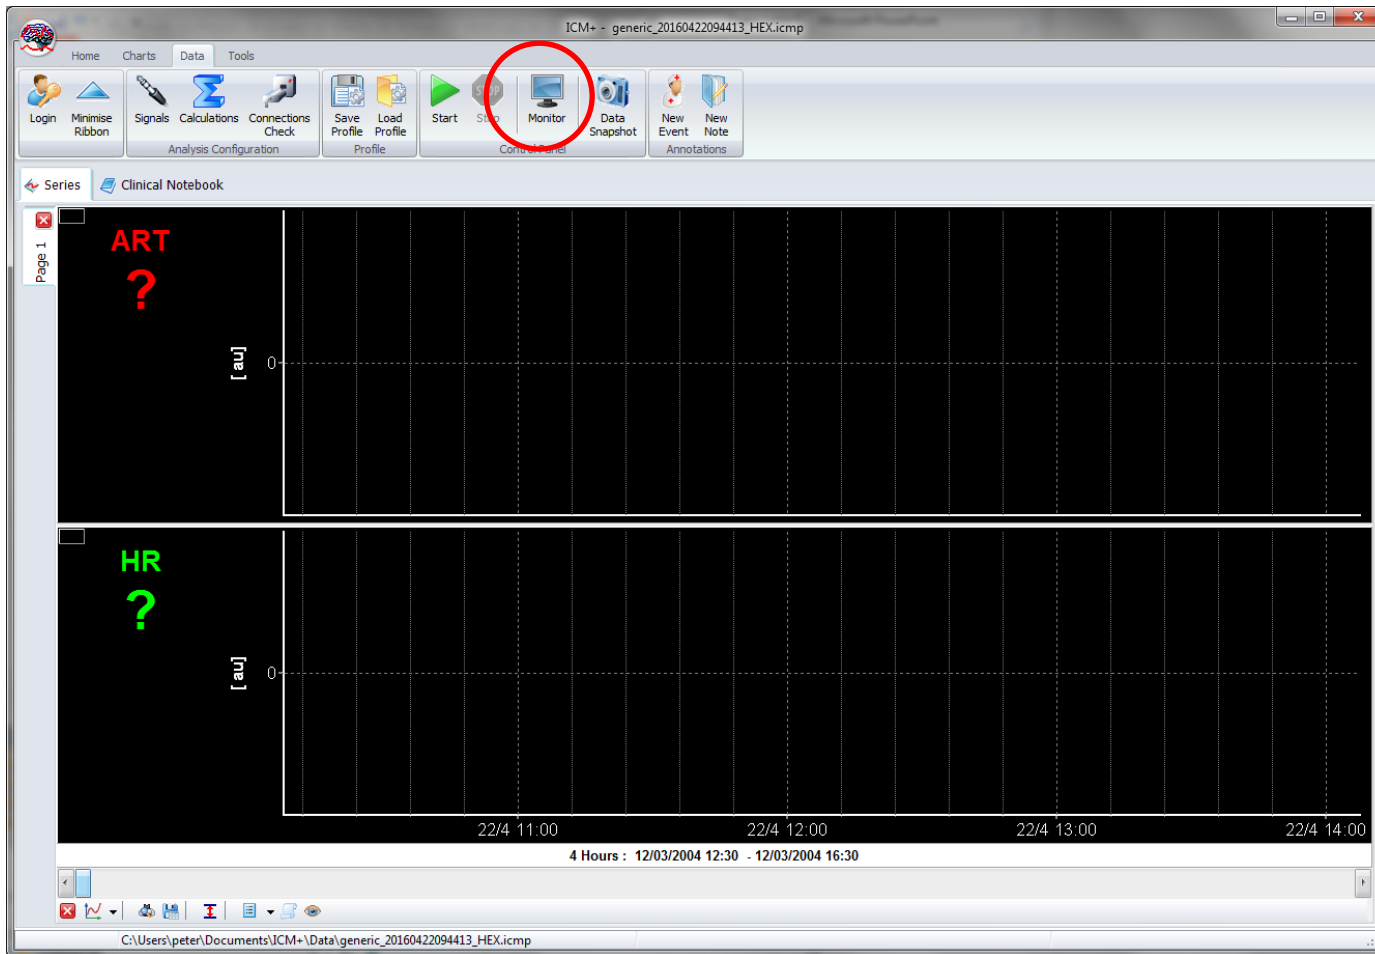 ICM+ - generic_20160422094413_HEX.icmp
Home Charts Data Tools
Login Minimise Ribbon Signals Calculations Connections Check Save Profile Load Profile Start Stop Monitor Data Snapshot New Event New Note
Analysis Configuration Profile Control Panel Annotations
Series Clinical Notebook
Page 1
ART
?
[ au]
0
HR
?
[ au]
0
22/4 11:00 22/4 12:00 22/4 13:00 22/4 14:00
4 Hours : 12/03/2004 12:30 - 12/03/2004 16:30
C:\Users\peter\Documents\ICM+\Data\generic_20160422094413_HEX.icmp